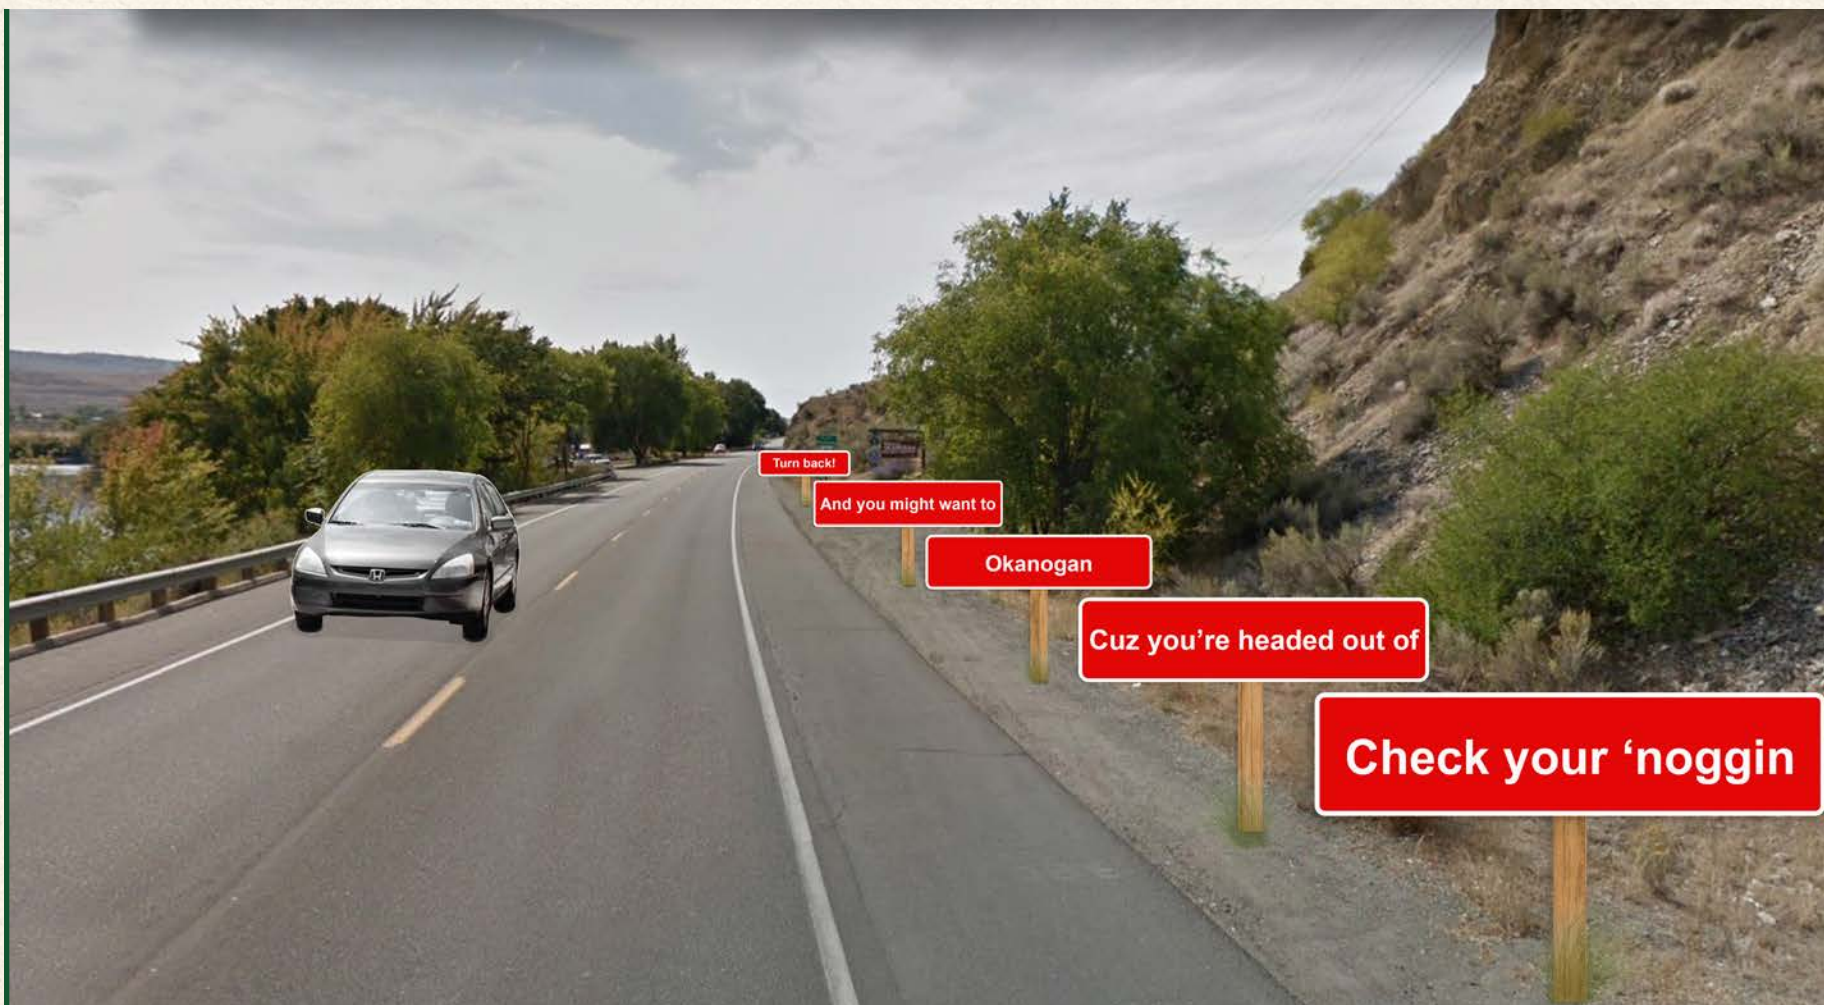 Check your ‘noggin
Cuz you’re headed out of
Okanogan
And you might want to
Turn back!